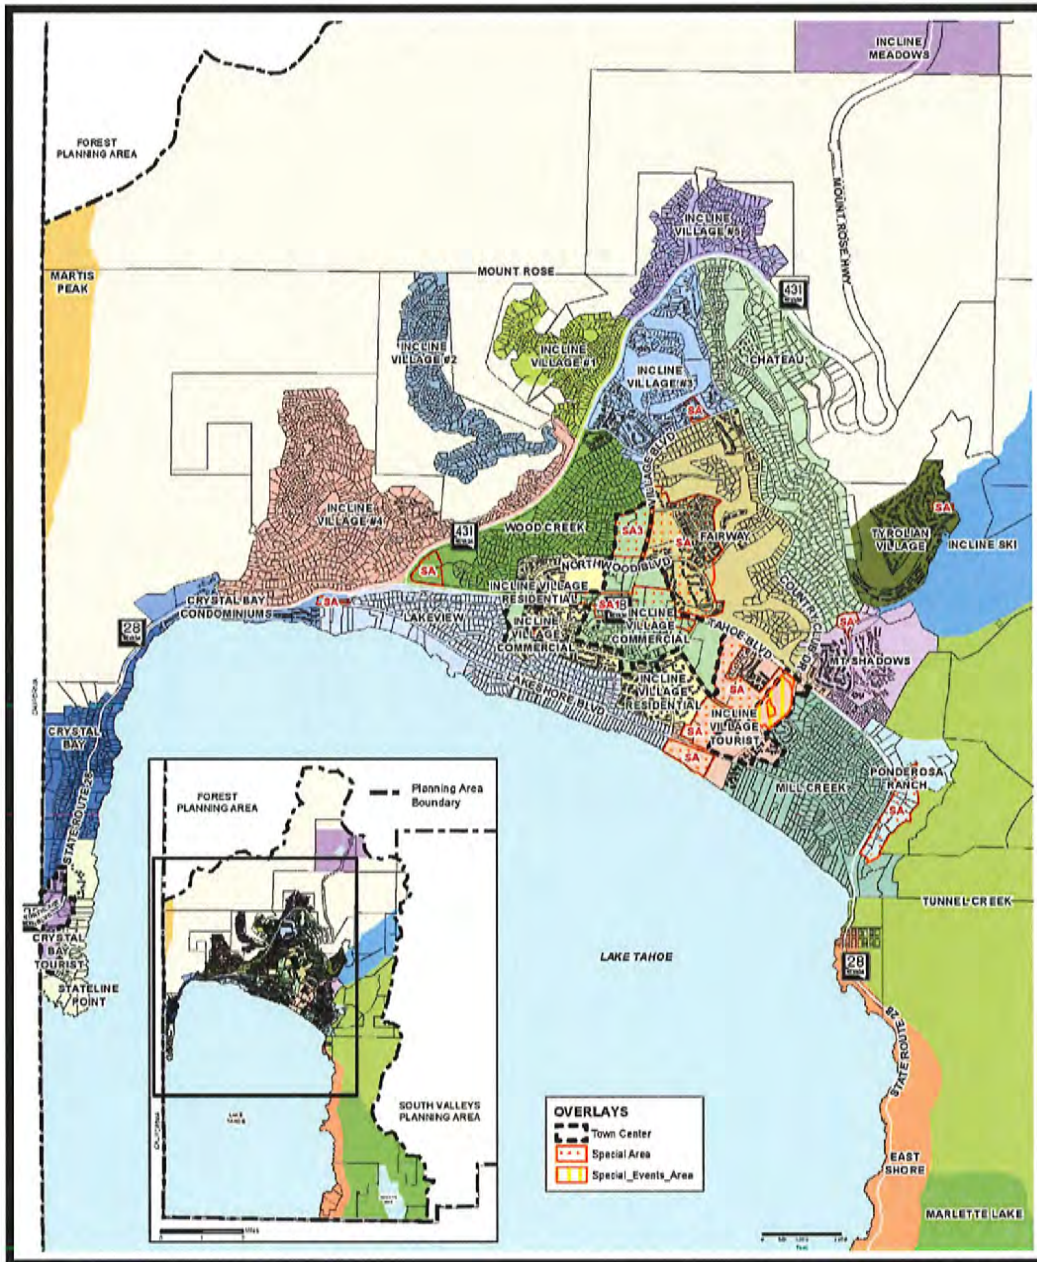 INCLINE
MEADOWS
FOREST
PLANNING AREA
MOUNT ROSE HWY
INCLINE
VILLAGE #5
MARTIS
PEAK
MOUNT ROSE
431
INCLINE
VILLAGE #2
INCLINE
VILLAGE #1
INCLINE
VILLAGE #3
CHATEAU
SA
VILLAGE BLVD
INCLINE
VILLAGE #4
431
WOOD CREEK
SA3
SA
FAIRWAY
SA
TYROLIAN
VILLAGE
INCLINE SKI
NORTHWOOD BLVD
SA
INCLINE VILLAGE
RESIDENTIAL
COUNTRY CLUB DR
CRYSTAL BAY
CONDOMINIUMS
SA
LAKEVIEW
SA1
INCLINE
VILLAGE
COMMERCIAL
INCLINE
VILLAGE
COMMERCIAL
TAHOE BLVD
SA
28
MT SHADOWS
LAKESHORE BLVD
INCLINE
VILLAGE
RESIDENTIAL
SA
INCLINE
VILLAGE
TOURIST
SA
SA
CALIFORNIA
CRYSTAL
BAY
STATE ROUTE 28
MILL CREEK
PONDEROSA
RANCH
SA
TUNNEL CREEK
CRYSTAL
BAY
TOURIST
STATELINE
POINT
LAKE TAHOE
28
STATE ROUTE 28
EAST
SHORE
MARLETTE LAKE
FOREST
PLANNING AREA
Planning Area
Boundary
SOUTH VALLEYS
PLANNING AREA
LAKE
TAHOE
CALIFORNIA
OVERLAYS
Town Center
Special Area
Special_Events_Area